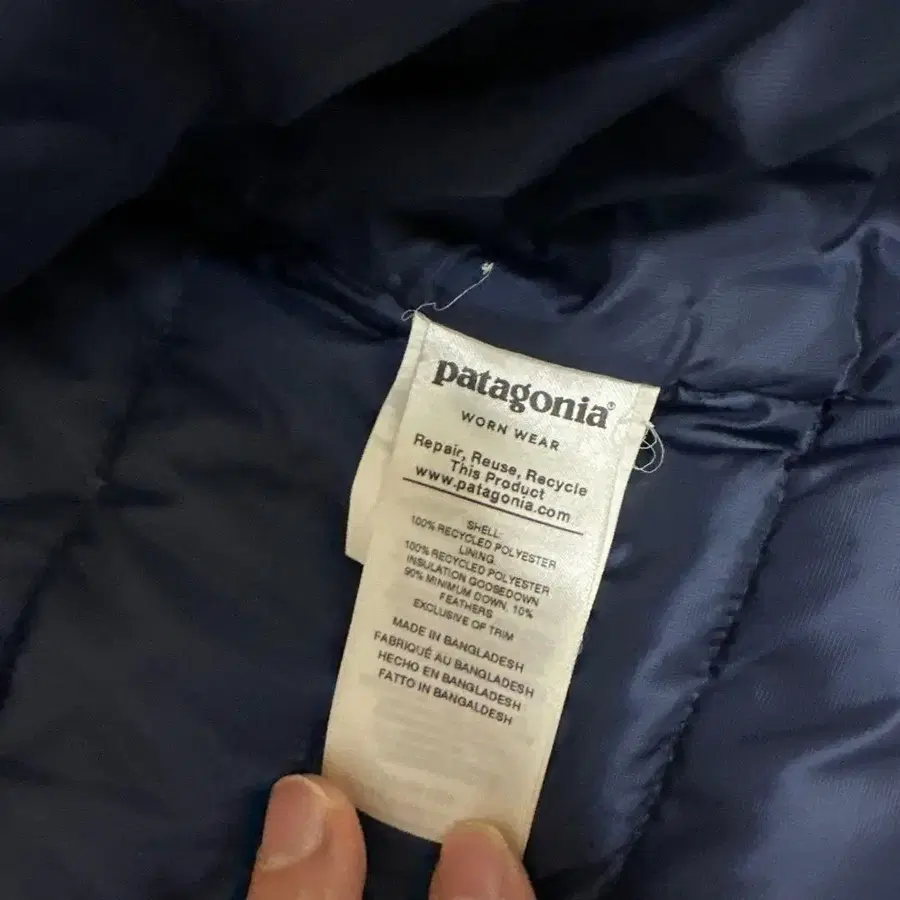 patagonia®
WORN WEAR
Repair, Reuse, Recycle
This Product
www.patagonia.com
SHELL:
100% RECYCLED POLYESTER
LINING
100% RECYCLED POLYESTER
INSULATION GOOSEDOWN
90% MINIMUM DOWN, 10%
FEATHERS
EXCLUSIVE OF TRIM
MADE IN BANGLADESH
FABRIQUÉ AU BANGLADESH
HECHO EN BANGLADESH
FATTO IN BANGALDESH